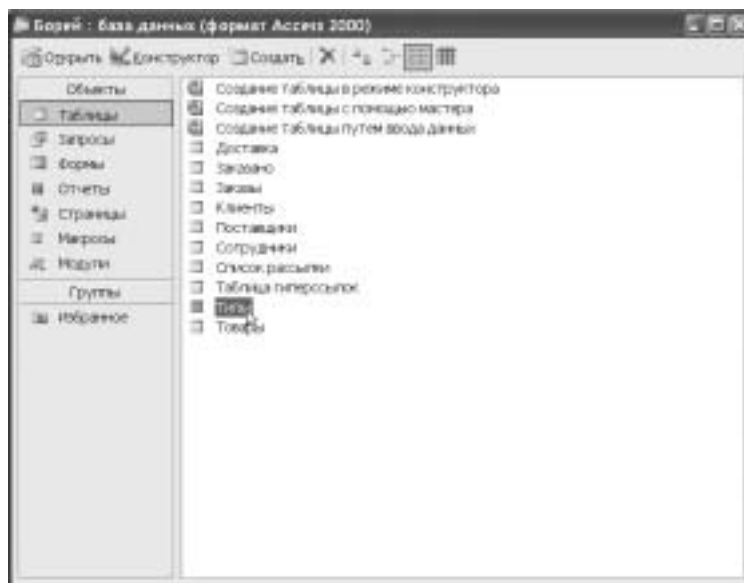 Борей : база данных (формат Access 2000)
Открыть Конструктор Создать
Объекты
Таблицы
Запросы
Формы
Отчеты
Страницы
Макросы
Модули
Группы
Избранное
Создание таблицы в режиме конструктора
Создание таблицы с помощью мастера
Создание таблицы путем ввода данных
Доставка
Заказано
Заказы
Клиенты
Поставщики
Сотрудники
Список рассылки
Таблица гиперссылок
Типы
Товары